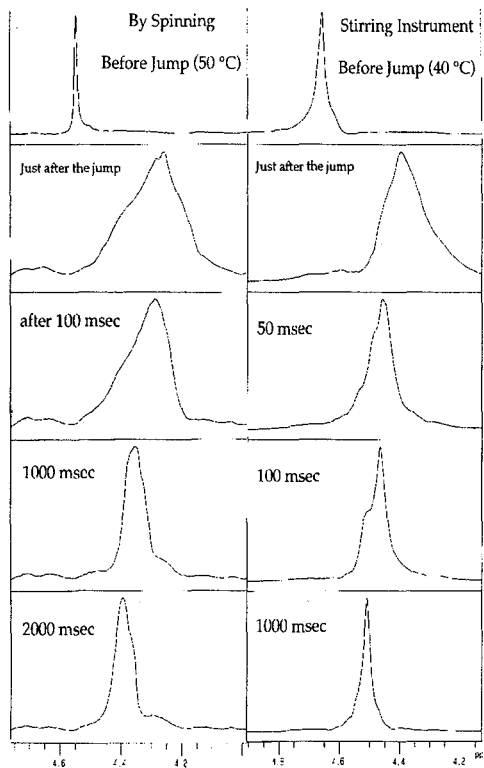 By Spinning
Before Jump (50 °C)
Stirring Instrument
Before Jump (40 °C)
Just after the jump
Just after the jump
after 100 msec
50 msec
1000 msec
100 msec
2000 msec
1000 msec
4.6 4.4 4.2
4.6 4.4 4.2